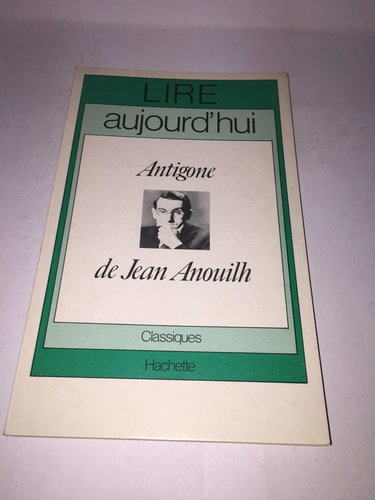 LIRE
aujourd'hui
Antigone
de Jean Anouilh
Classiques
Hachette